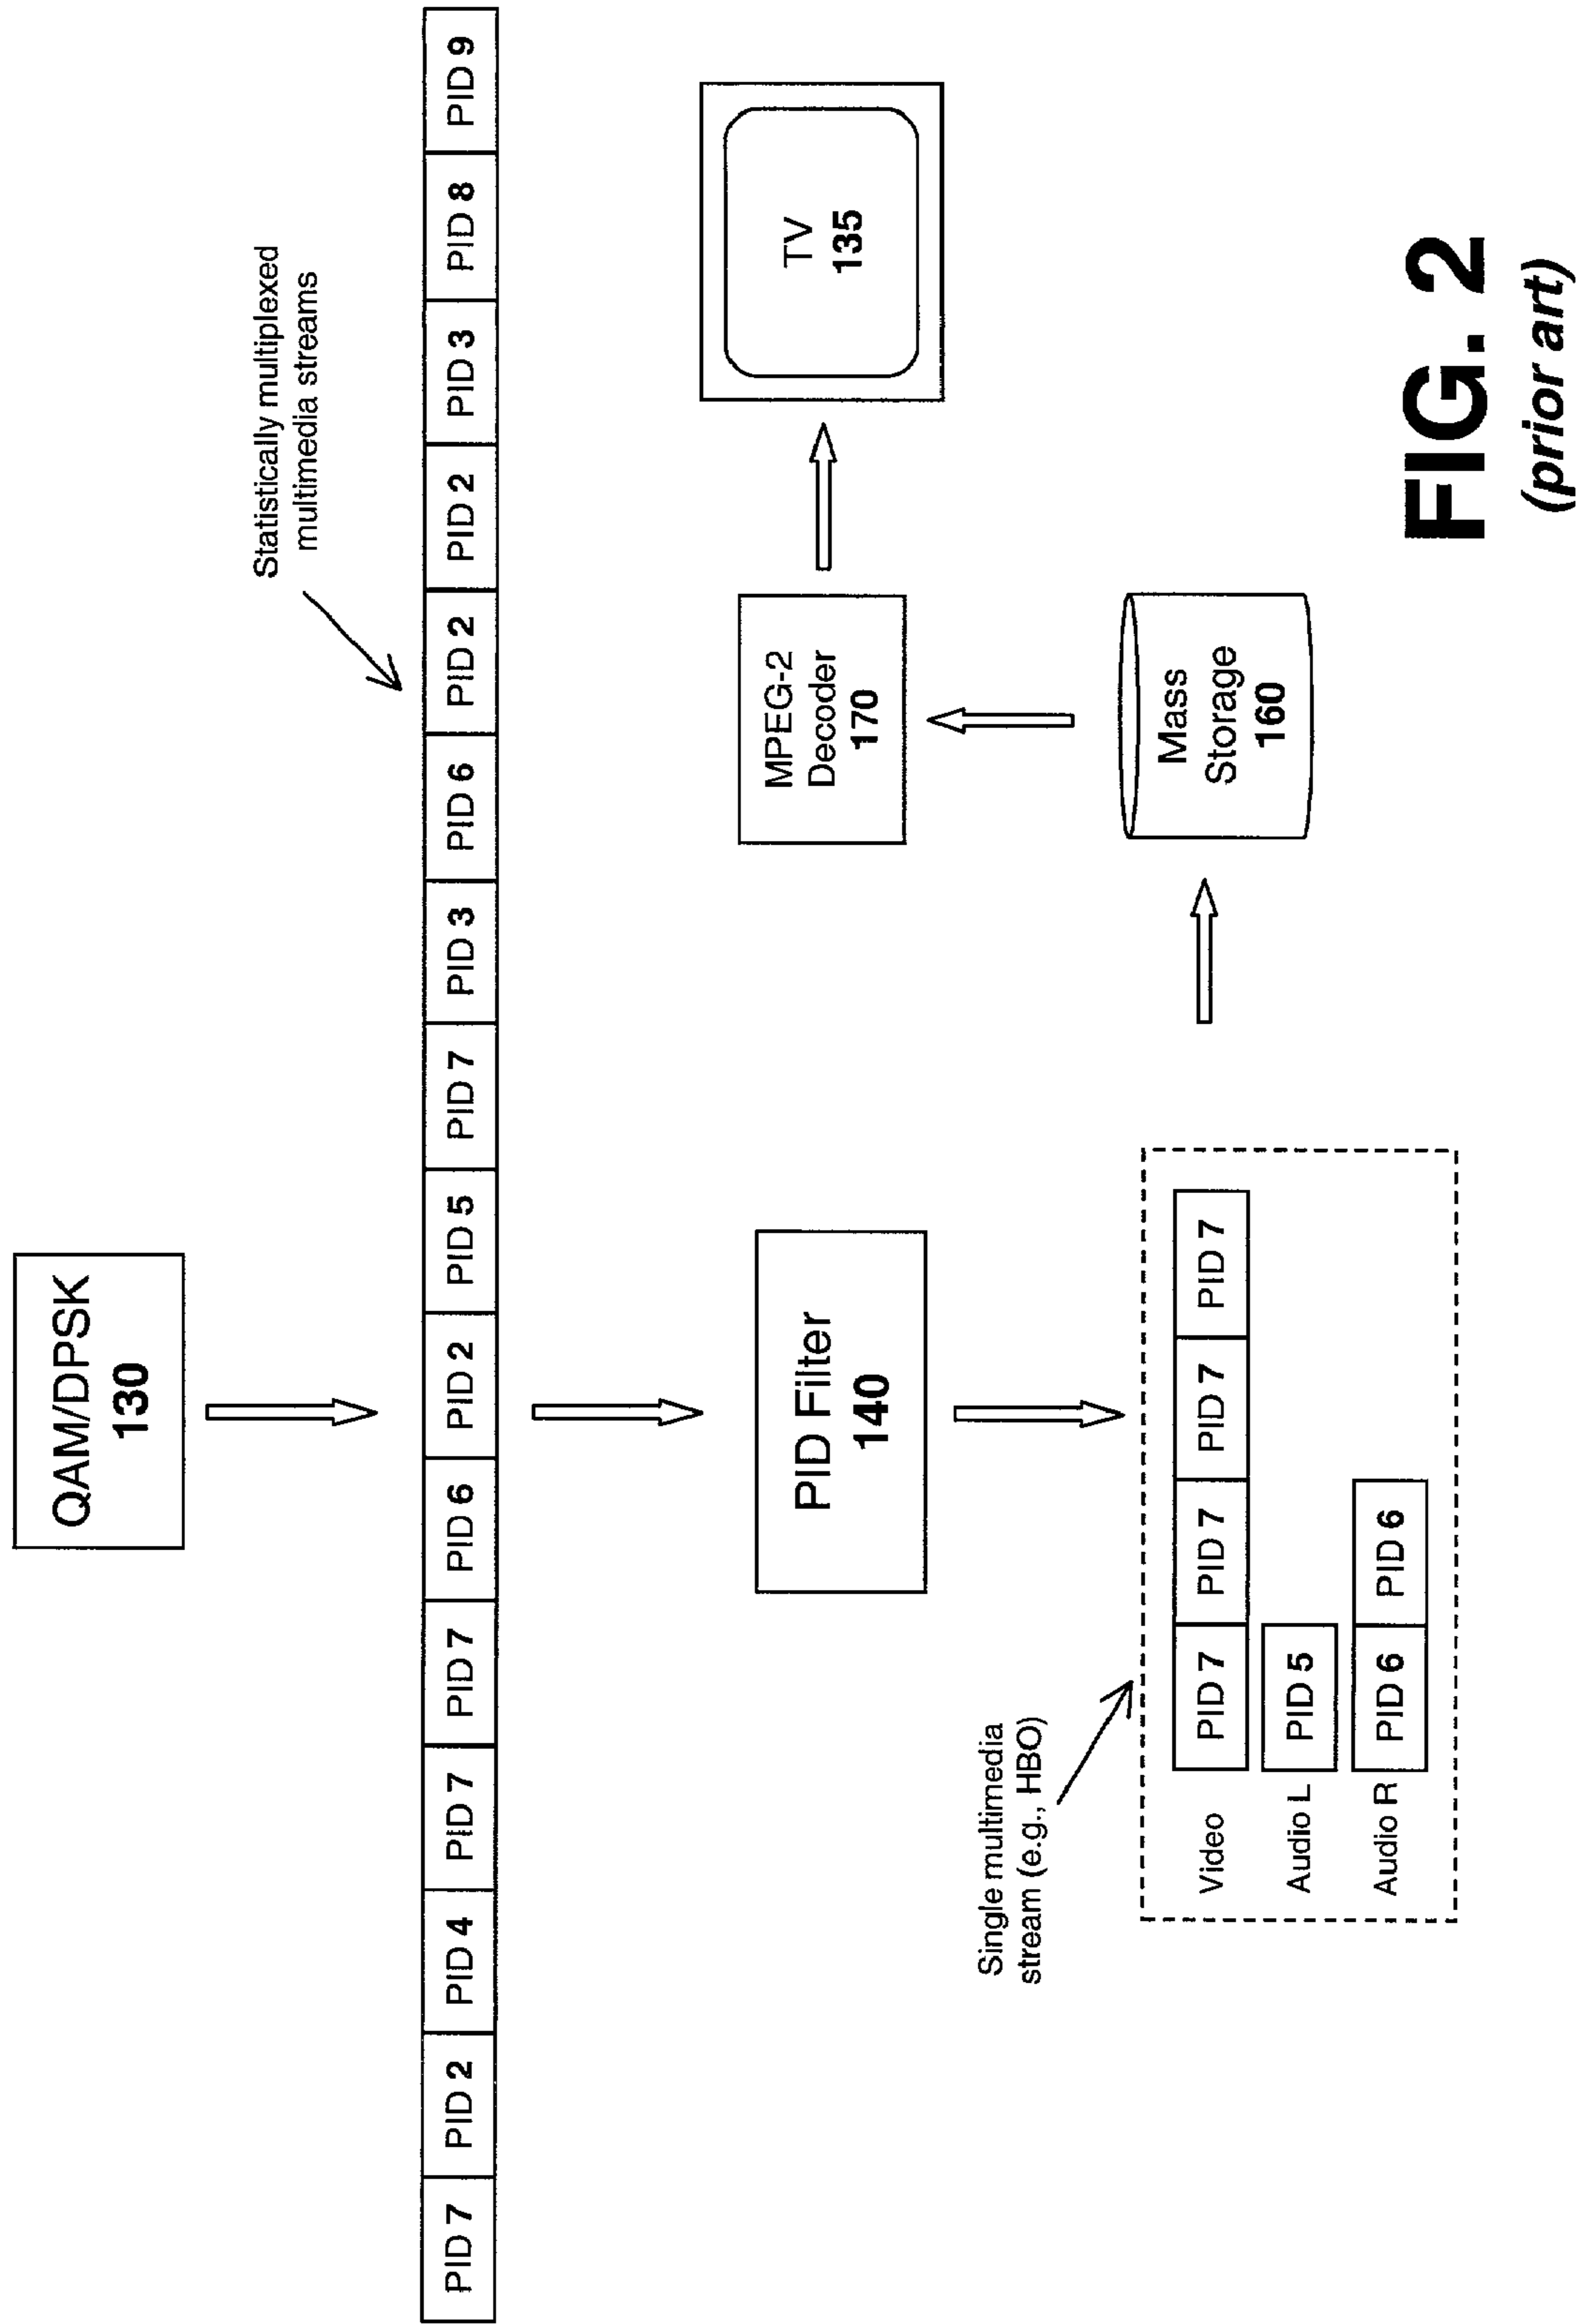 QAM/DPSK
130
Statistically multiplexed
multimedia streams
PID 7 PID 2 PID 4 PID 7 PID 7 PID 6 PID 2 PID 5 PID 7 PID 3 PID 6 PID 2 PID 2 PID 3 PID 8 PID 9
PID Filter
140
MPEG-2
Decoder
170
TV
135
Single multimedia
stream (e.g., HBO)
Video PID 7 PID 7 PID 7 PID 7
Audio L PID 5
Audio R PID 6 PID 6
Mass
Storage
160
FIG. 2
(prior art)